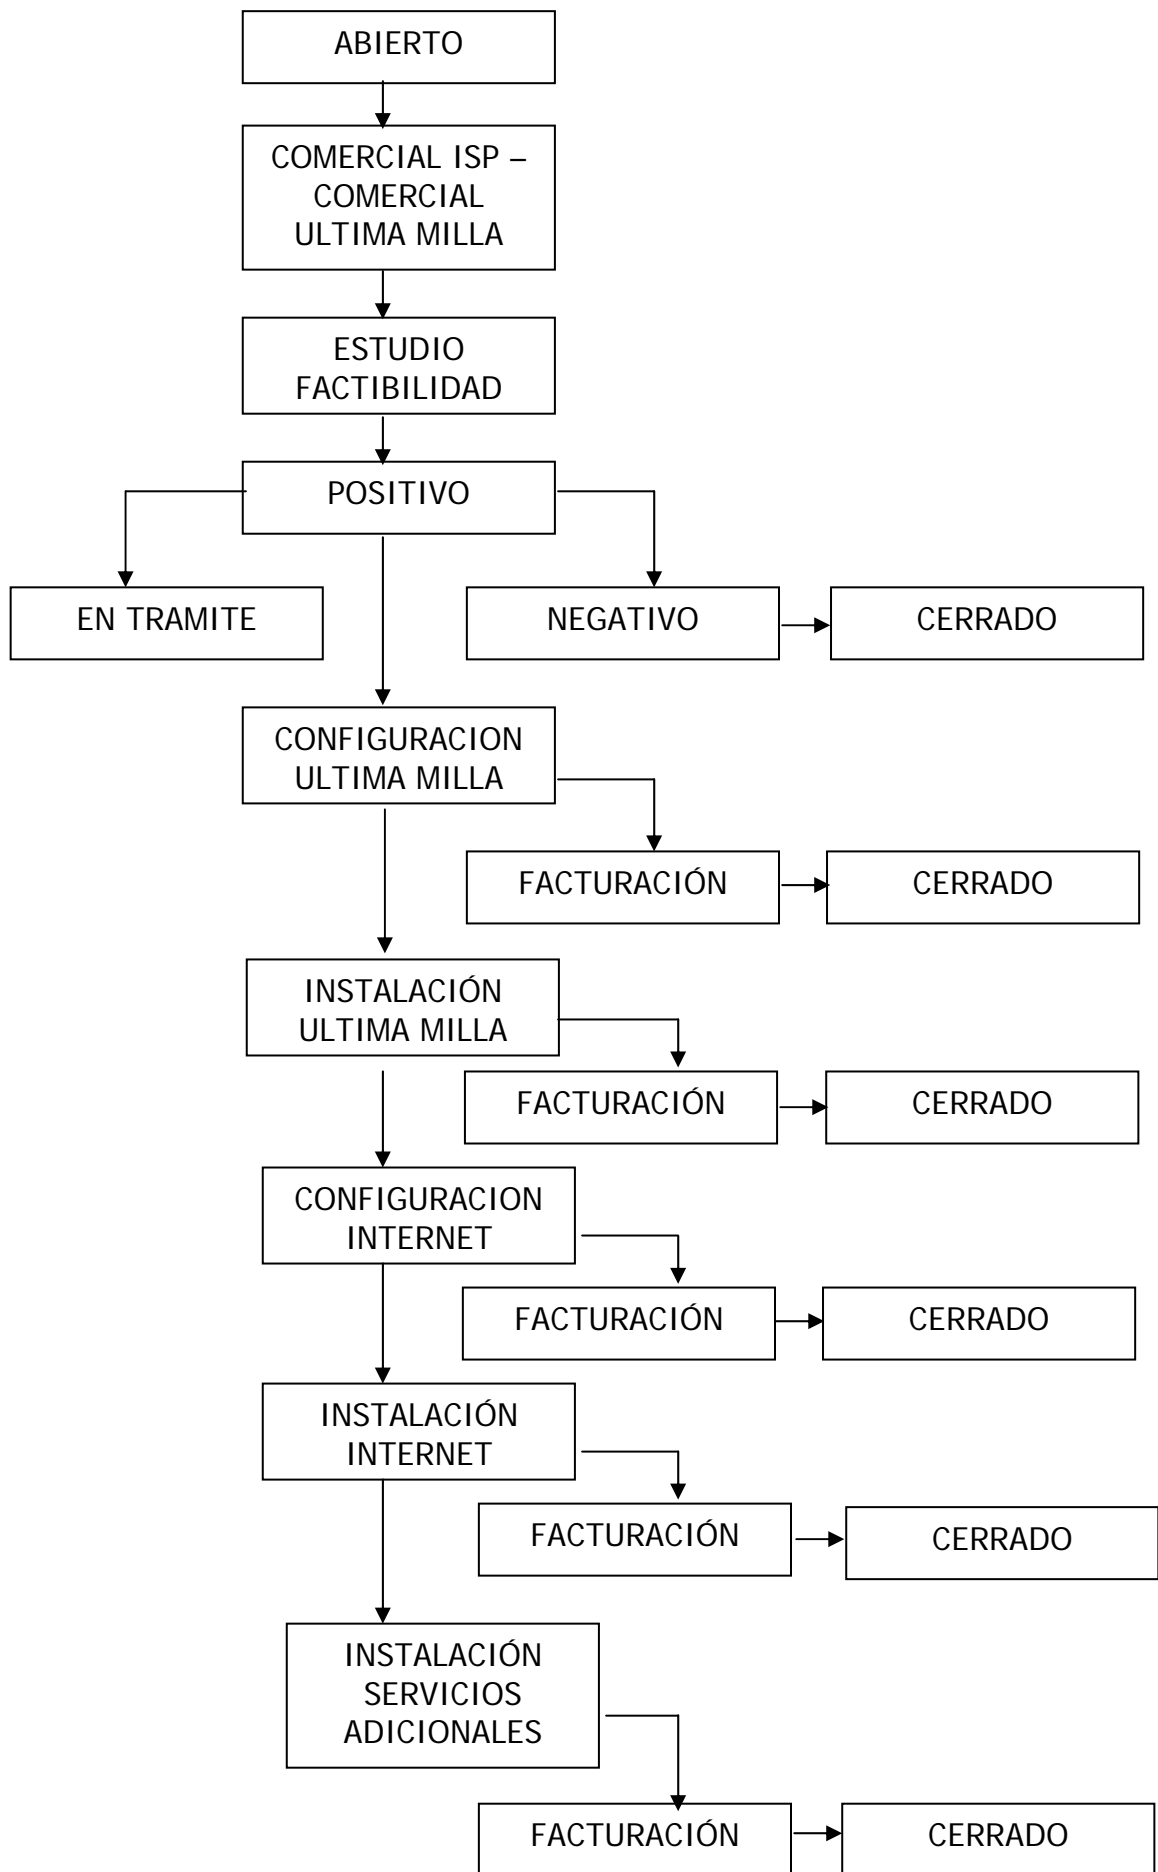 ABIERTO
COMERCIAL ISP –
COMERCIAL
ULTIMA MILLA
ESTUDIO
FACTIBILIDAD
POSITIVO
EN TRAMITE
NEGATIVO
CERRADO
CONFIGURACION
ULTIMA MILLA
FACTURACIÓN
CERRADO
INSTALACIÓN
ULTIMA MILLA
FACTURACIÓN
CERRADO
CONFIGURACION
INTERNET
FACTURACIÓN
CERRADO
INSTALACIÓN
INTERNET
FACTURACIÓN
CERRADO
INSTALACIÓN
SERVICIOS
ADICIONALES
FACTURACIÓN
CERRADO